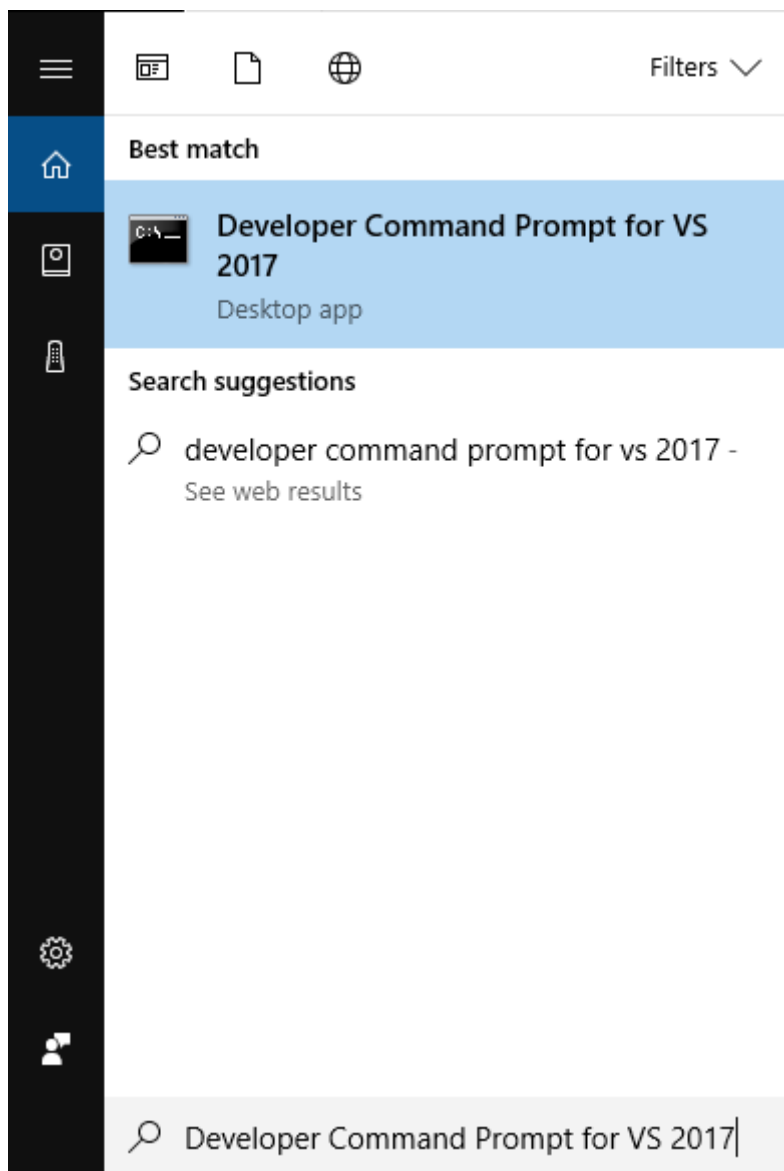 Filters
Best match
Developer Command Prompt for VS
2017
Desktop app
Search suggestions
developer command prompt for vs 2017 -
See web results
Developer Command Prompt for VS 2017